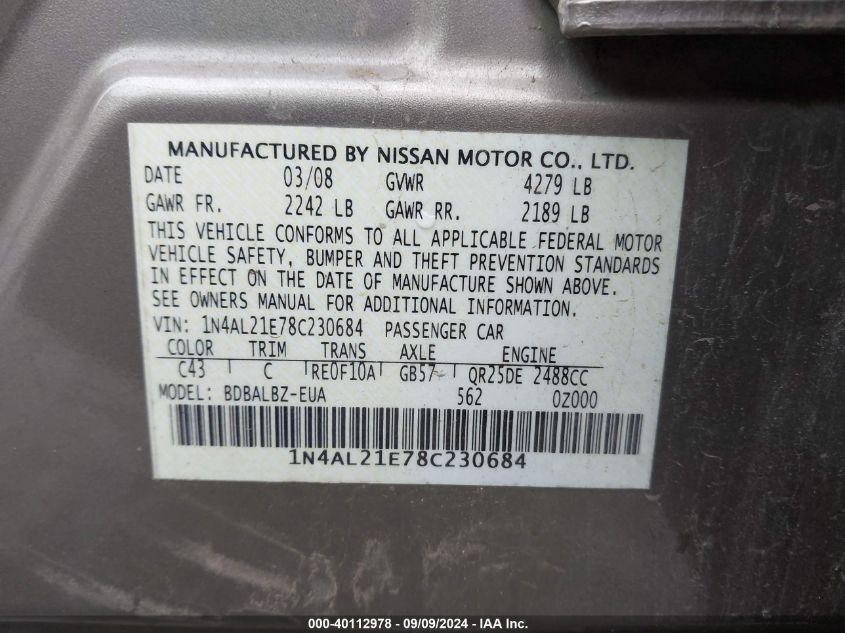 MANUFACTURED BY NISSAN MOTOR CO., LTD.
DATE 03/08 GVWR 4279 LB
GAWR FR. 2242 LB GAWR RR. 2189 LB
THIS VEHICLE CONFORMS TO ALL APPLICABLE FEDERAL MOTOR
VEHICLE SAFETY, BUMPER AND THEFT PREVENTION STANDARDS
IN EFFECT ON THE DATE OF MANUFACTURE SHOWN ABOVE.
SEE OWNERS MANUAL FOR ADDITIONAL INFORMATION.
VIN: 1N4AL21E78C230684 PASSENGER CAR
COLOR TRIM TRANS AXLE ENGINE
C43 C RE0F10A GB57 QR25DE 2488CC
MODEL: BDBALBZ-EUA 562 0Z000
1N4AL21E78C230684
000-40112978 - 09/09/2024 - IAA Inc.